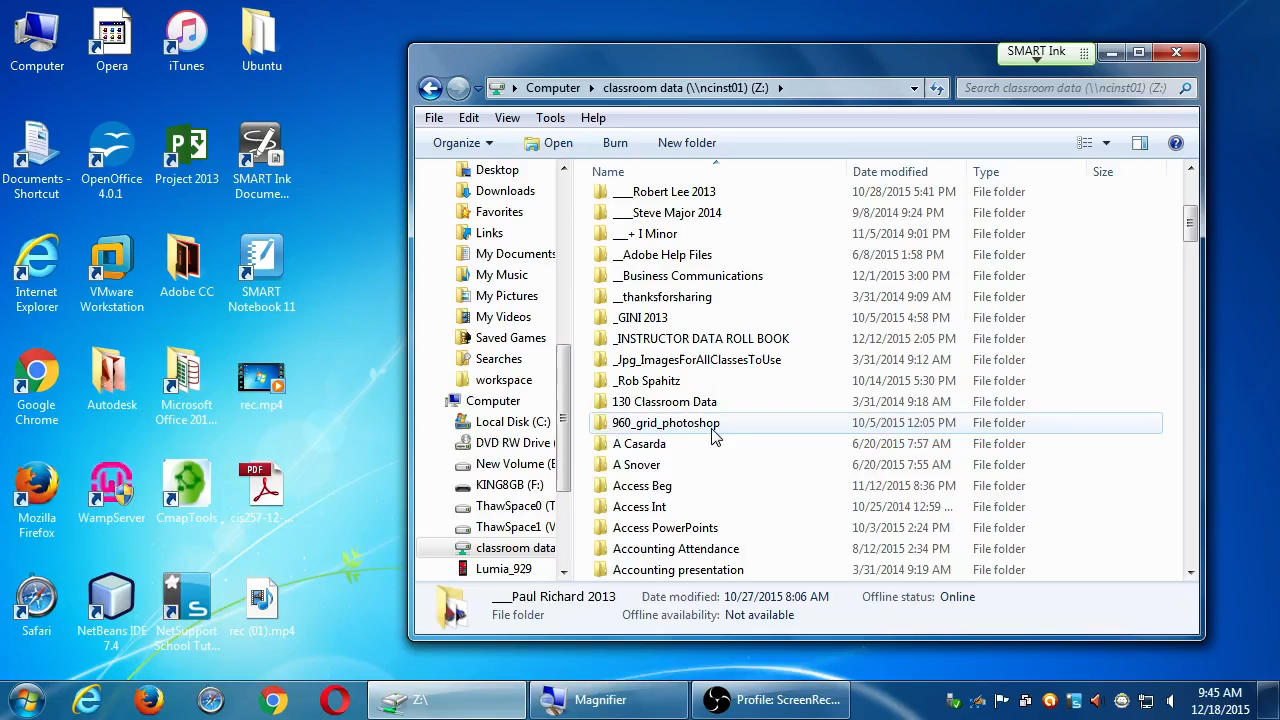 Computer
Opera
iTunes
Ubuntu
Documents - Shortcut
OpenOffice 4.0.1
Project 2013
SMART Ink Docume...
Internet Explorer
VMware Workstation
Adobe CC
SMART Notebook 11
Google Chrome
Autodesk
Microsoft Office 201...
rec.mp4
Mozilla Firefox
WampServer
CmapTools
PDF
cis257-12-...
Safari
NetBeans IDE 7.4
NetSupport School Tut...
rec (01).mp4
SMART Ink
Computer classroom data (\\ncinst01) (Z:)
Search classroom data (\\ncinst01) (Z:)
File Edit View Tools Help
Organize Open Burn New folder
Desktop
Downloads
Favorites
Links
My Documents
My Music
My Pictures
My Videos
Saved Games
Searches
workspace
Computer
Local Disk (C:)
DVD RW Drive (
New Volume (E
KING8GB (F:)
ThawSpace0 (T
ThawSpace1 (V
classroom data
Lumia_929
Name Date modified Type Size
____Robert Lee 2013 10/28/2015 5:41 PM File folder
____Steve Major 2014 9/8/2014 9:24 PM File folder
___+ I Minor 11/5/2014 9:01 PM File folder
__Adobe Help Files 6/8/2015 1:58 PM File folder
__Business Communications 12/1/2015 3:00 PM File folder
__thanksforsharing 3/31/2014 9:09 AM File folder
_GINI 2013 10/5/2015 4:58 PM File folder
_INSTRUCTOR DATA ROLL BOOK 12/12/2015 2:05 PM File folder
_Jpg_ImagesForAllClassesToUse 3/31/2014 9:12 AM File folder
_Rob Spahitz 10/14/2015 5:30 PM File folder
130 Classroom Data 3/31/2014 9:18 AM File folder
960_grid_photoshop 10/5/2015 12:05 PM File folder
A Casarda 6/20/2015 7:57 AM File folder
A Snover 6/20/2015 7:55 AM File folder
Access Beg 11/12/2015 8:36 PM File folder
Access Int 10/25/2014 12:59 ... File folder
Access PowerPoints 10/3/2015 2:24 PM File folder
Accounting Attendance 8/12/2015 2:34 PM File folder
Accounting presentation 3/31/2014 9:19 AM File folder
____Paul Richard 2013 Date modified: 10/27/2015 8:06 AM Offline status: Online
File folder Offline availability: Not available
Z:\
Magnifier
Profile: ScreenRec...
9:45 AM
12/18/2015